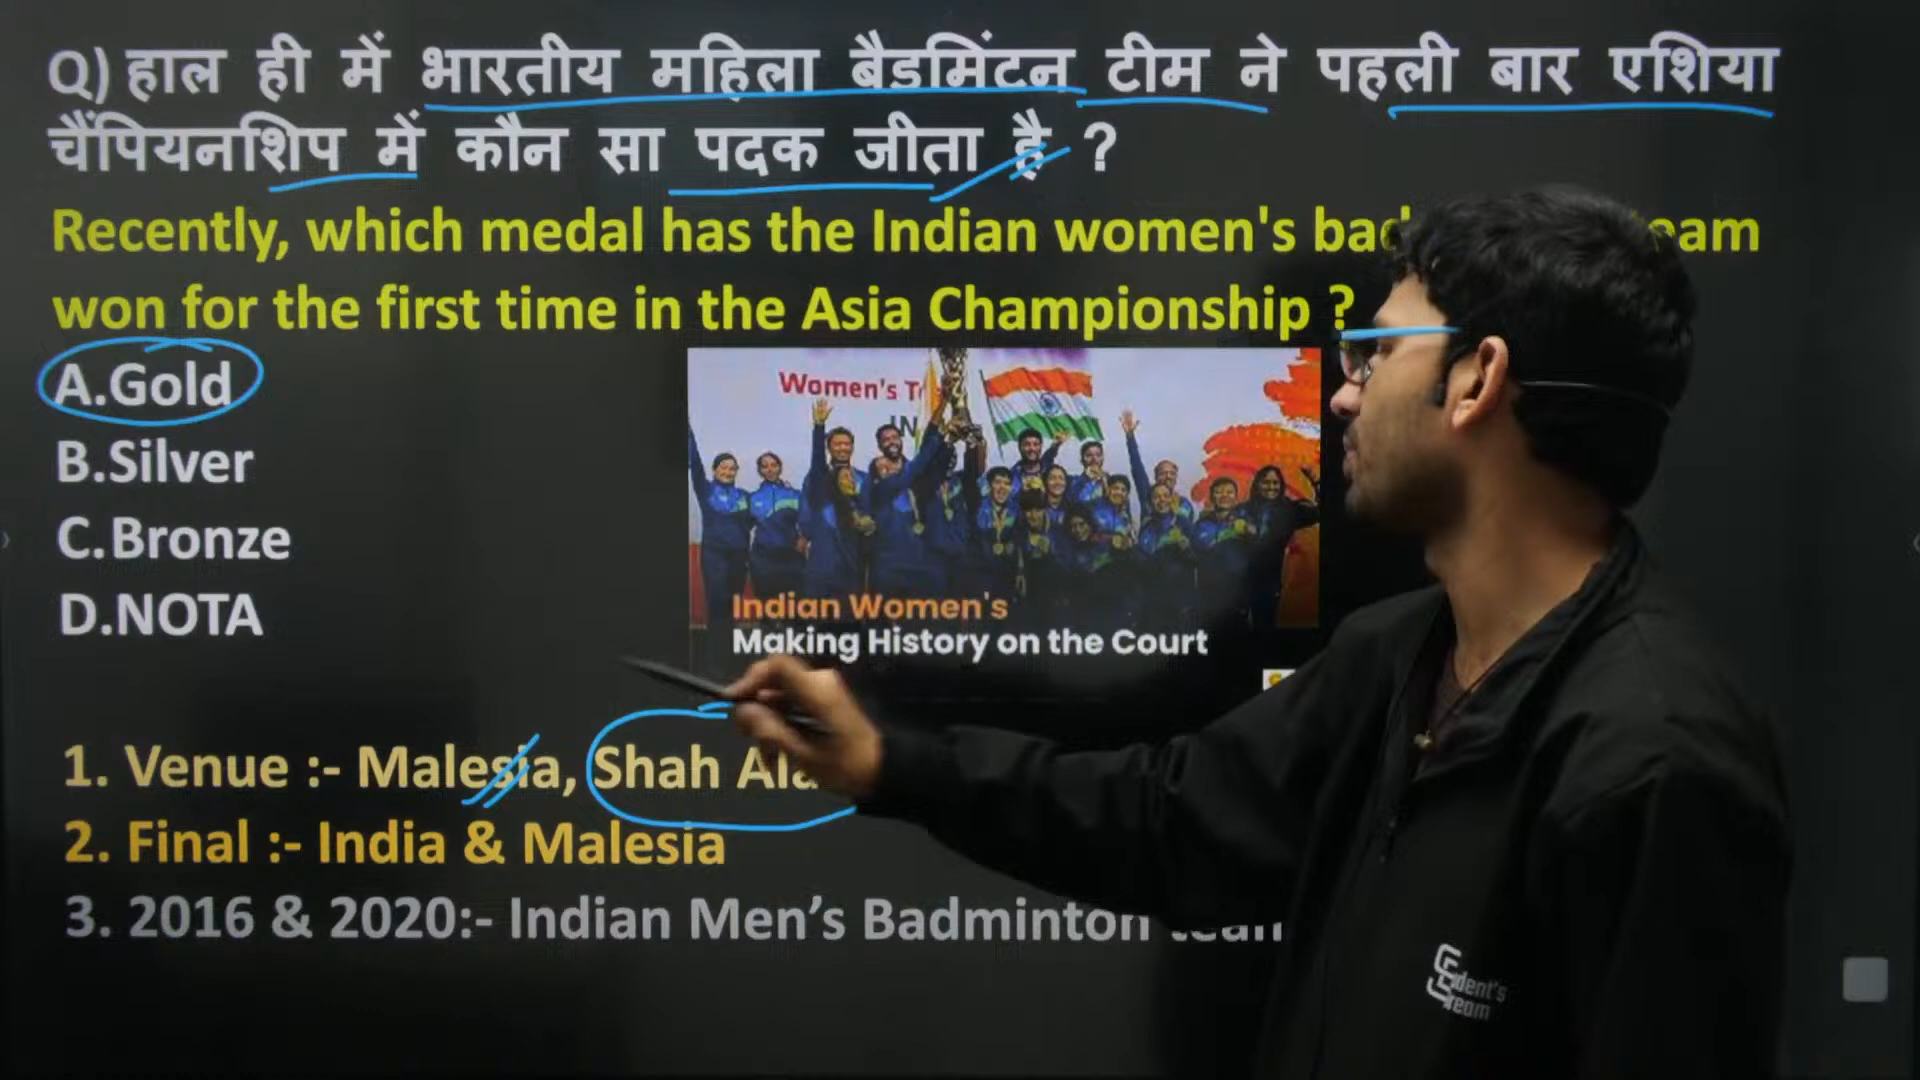 Q) हाल ही में भारतीय महिला बैडमिंटन टीम ने पहली बार एशिया
चैंपियनशिप में कौन सा पदक जीता है ?
Recently, which medal has the Indian women's
won for the first time in the Asia Championship ?
A.Gold
B.Silver
C.Bronze
D.NOTA
Women's
Indian Women's
Making History on the Court
1. Venue :- Malesia, Shah
2. Final :- India & Malesia
3. 2016 & 2020:- Indian Men's Badminton team